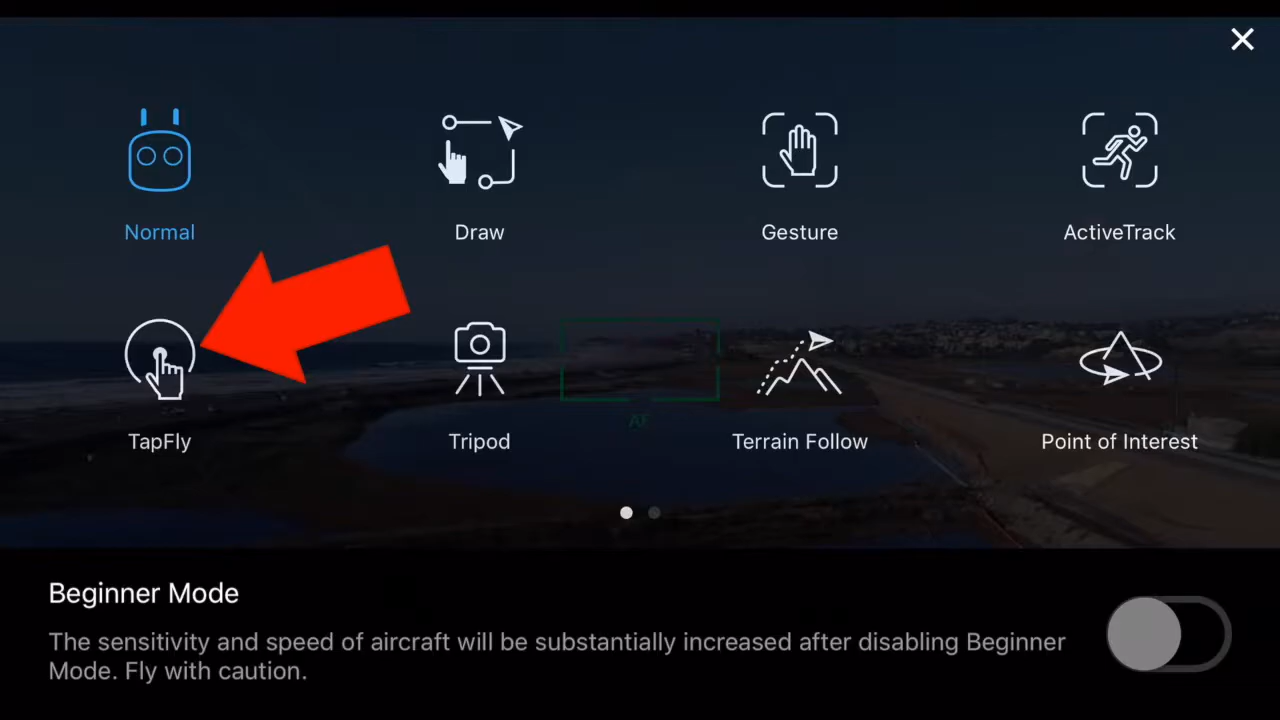 Normal
Draw
Gesture
ActiveTrack
TapFly
Tripod
Terrain Follow
Point of Interest
AF
Beginner Mode
The sensitivity and speed of aircraft will be substantially increased after disabling Beginner
Mode. Fly with caution.